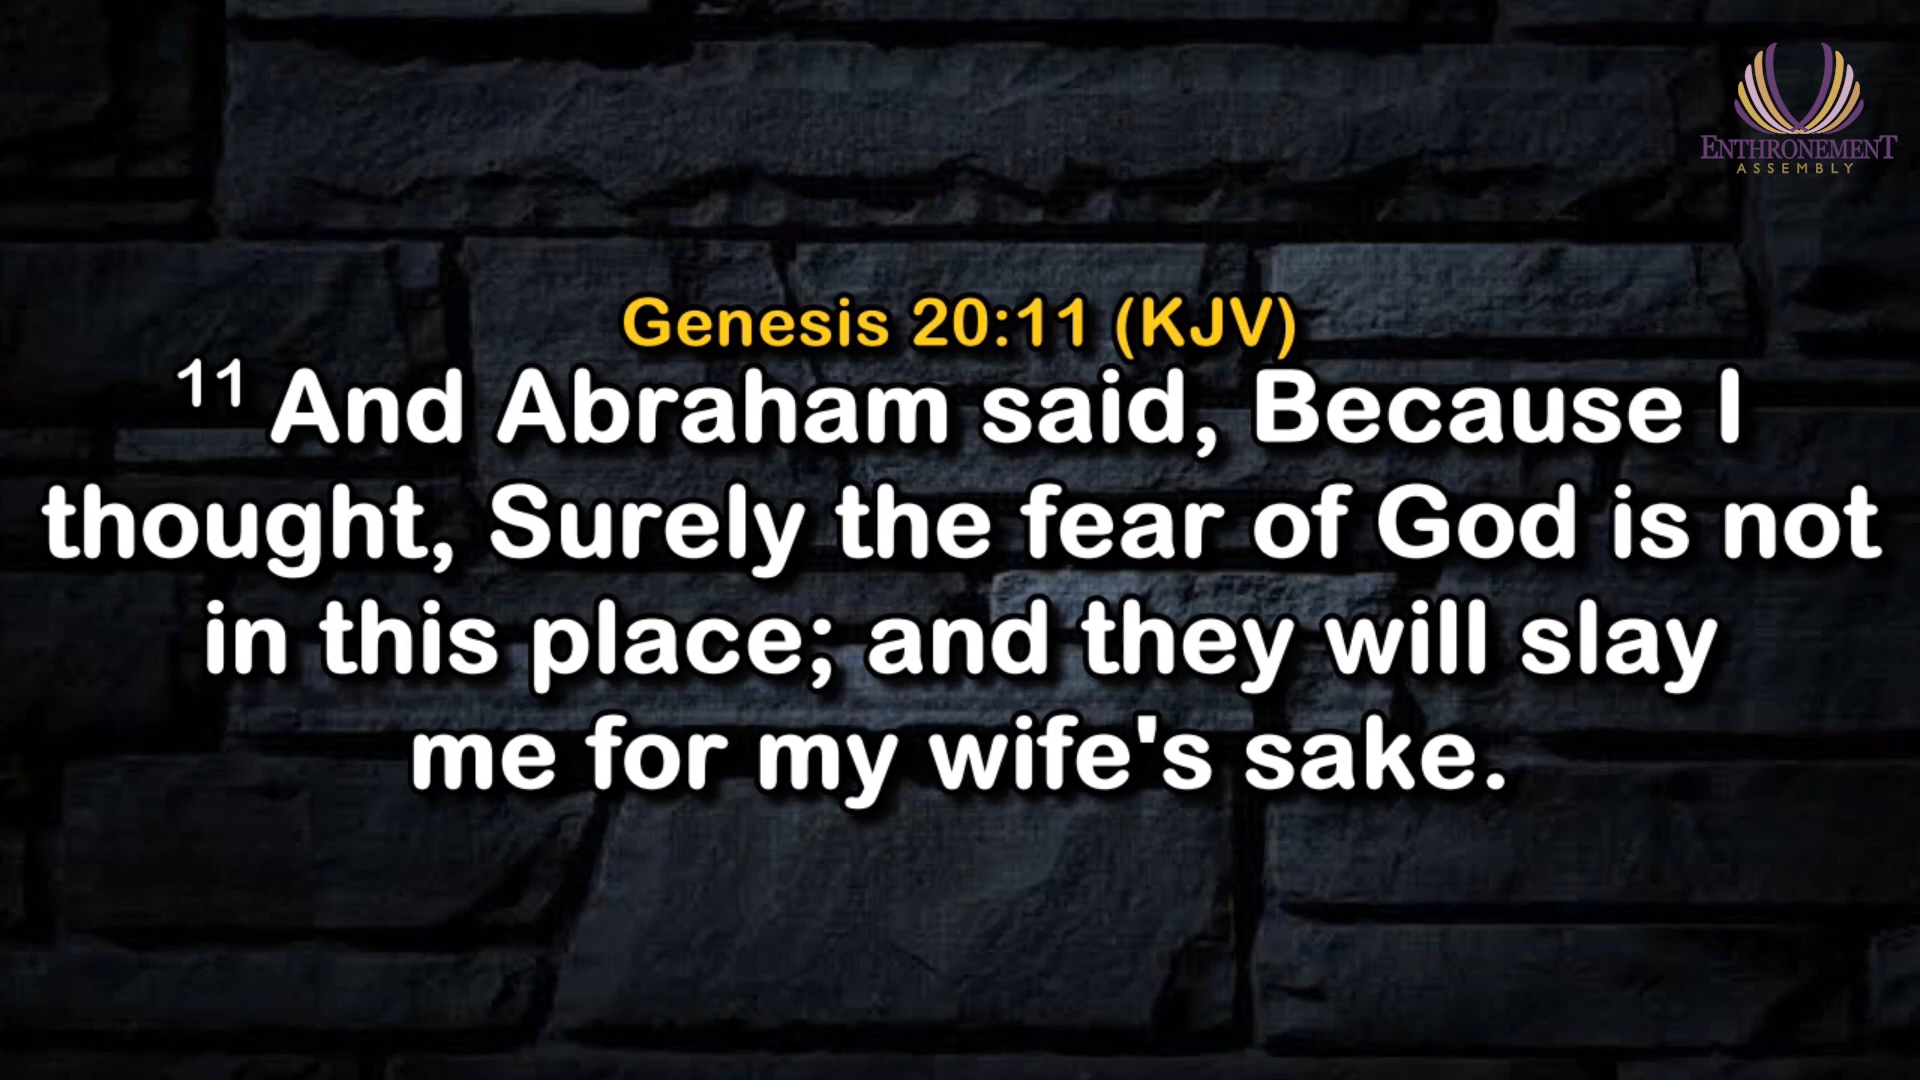 ENTHRONEMENT
ASSEMBLY
Genesis 20:11 (KJV)
11 And Abraham said, Because I
thought, Surely the fear of God is not
in this place; and they will slay
me for my wife's sake.